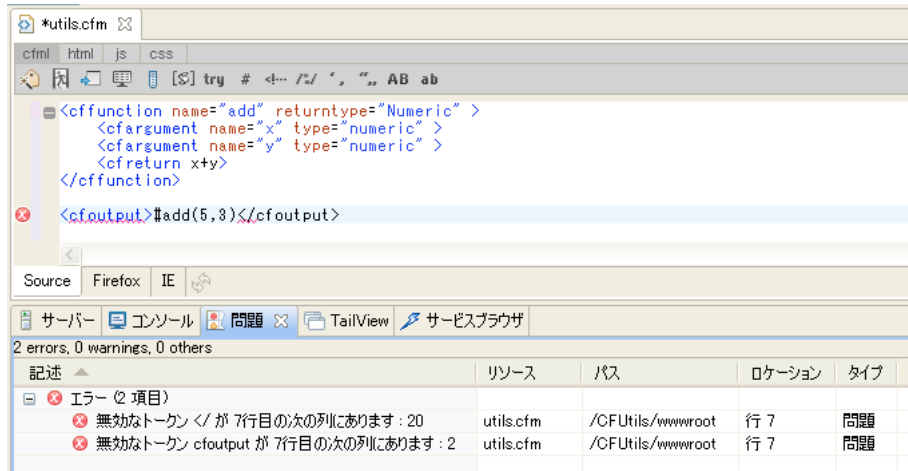 *utils.cfm
cfml html js css
[S] try # <!-- /*/ ‘, “„ AB ab
<cffunction name="add" returntype="Numeric" >
<cfargument name="x" type="numeric" >
<cfargument name="y" type="numeric" >
<cfreturn x+y>
</cffunction>
<cfoutput>#add(5,3)</cfoutput>
Source Firefox IE
サーバー コンソール 問題 TailView サービスブラウザ
2 errors, 0 warnings, 0 others
記述 リソース パス ロケーション タイプ
エラー (2 項目)
無効なトークン </ が 7行目の次の列にあります : 20 utils.cfm /CFUtils/wwwroot 行 7 問題
無効なトークン cfoutput が 7行目の次の列にあります : 2 utils.cfm /CFUtils/wwwroot 行 7 問題